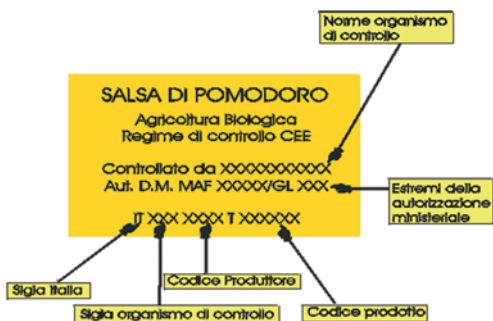 Norme organismo
di controllo
SALSA DI POMODORO
Agricoltura Biologica
Regime di controllo CEE
Controllato da XXXXXXXXXXX
Aut. D.M. MAF XXXXX/GL XXX
Estremi della
autorizzazione
ministeriale
IT XXX XXXX T XXXXXX
Codice Produttore
Sigla Italia
Sigla organismo di controllo
Codice prodotto